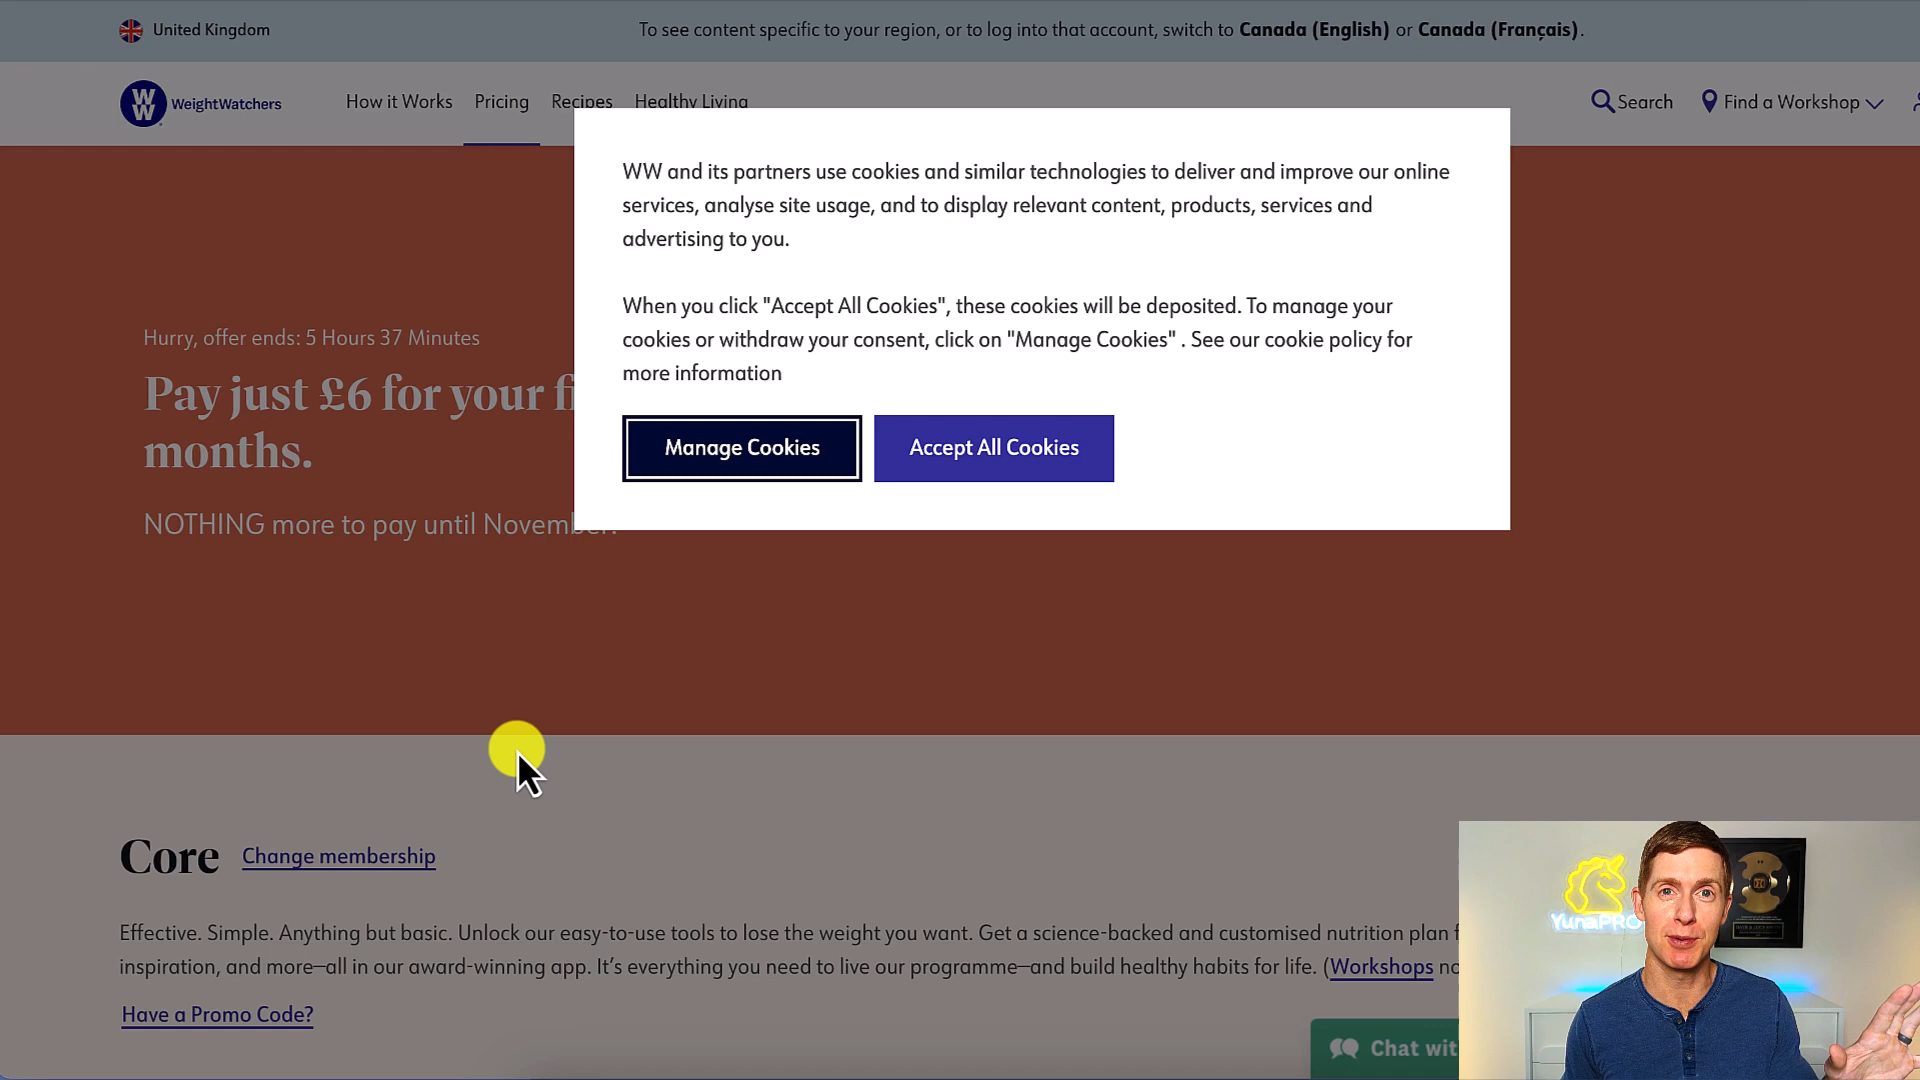 United Kingdom
To see content specific to your region, or to log into that account, switch to Canada (English) or Canada (Français).
WW
WeightWatchers
How it Works
Pricing
Recipes
Healthy Living
Search
Find a Workshop
WW and its partners use cookies and similar technologies to deliver and improve our online
services, analyse site usage, and to display relevant content, products, services and
advertising to you.
When you click "Accept All Cookies", these cookies will be deposited. To manage your
cookies or withdraw your consent, click on "Manage Cookies" . See our cookie policy for
more information
Manage Cookies
Accept All Cookies
Hurry, offer ends: 5 Hours 37 Minutes
Pay just £6 for your
months.
NOTHING more to pay until November
Core
Change membership
Effective. Simple. Anything but basic. Unlock our easy-to-use tools to lose the weight you want. Get a science-backed and customised nutrition plan
inspiration, and more—all in our award-winning app. It's everything you need to live our programme—and build healthy habits for life. (Workshops
Have a Promo Code?
Chat
YunaPRO